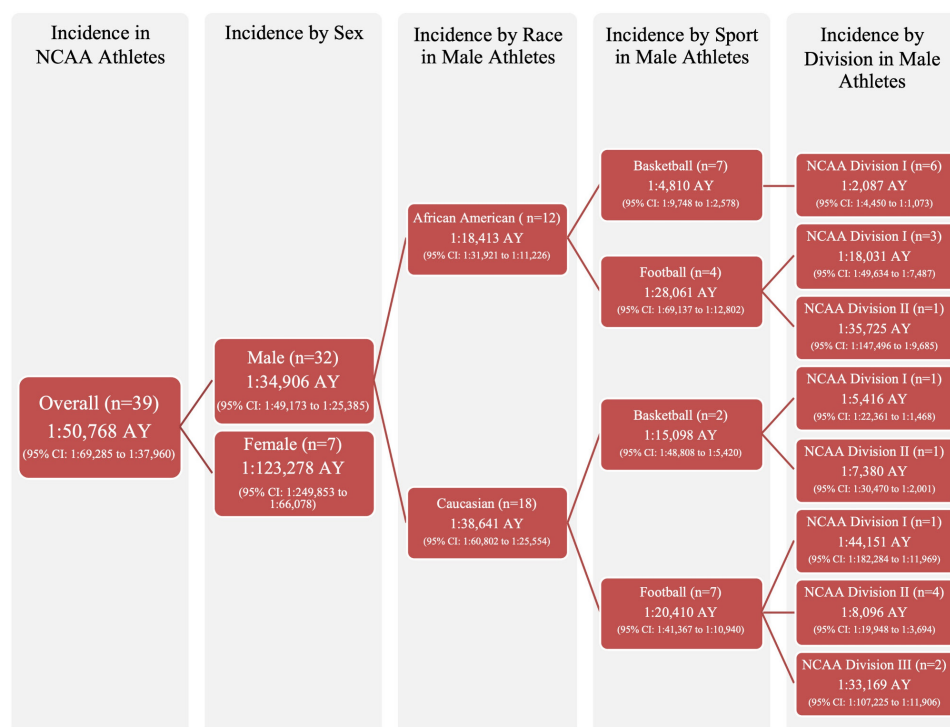 Incidence in
NCAA Athletes
Incidence by Sex
Incidence by Race
in Male Athletes
Incidence by Sport
in Male Athletes
Incidence by
Division in Male
Athletes
Overall (n=39)
1:50,768 AY
(95% CI: 1:69,285 to 1:37,960)
Male (n=32)
1:34,906 AY
(95% CI: 1:49,173 to 1:25,385)
Female (n=7)
1:123,278 AY
(95% CI: 1:249,853 to
1:66,078)
African American ( n=12)
1:18,413 AY
(95% CI: 1:31,921 to 1:11,226)
Caucasian (n=18)
1:38,641 AY
(95% CI: 1:60,802 to 1:25,554)
Basketball (n=7)
1:4,810 AY
(95% CI: 1:9,748 to 1:2,578)
Football (n=4)
1:28,061 AY
(95% CI: 1:69,137 to 1:12,802)
Basketball (n=2)
1:15,098 AY
(95% CI: 1:48,808 to 1:5,420)
Football (n=7)
1:20,410 AY
(95% CI: 1:41,367 to 1:10,940)
NCAA Division I (n=6)
1:2,087 AY
(95% CI: 1:4,450 to 1:1,073)
NCAA Division I (n=3)
1:18,031 AY
(95% CI: 1:49,634 to 1:7,487)
NCAA Division II (n=1)
1:35,725 AY
(95% CI: 1:147,496 to 1:9,685)
NCAA Division I (n=1)
1:5,416 AY
(95% CI: 1:22,361 to 1:1,468)
NCAA Division II (n=1)
1:7,380 AY
(95% CI: 1:30,470 to 1:2,001)
NCAA Division I (n=1)
1:44,151 AY
(95% CI: 1:182,284 to 1:11,969)
NCAA Division II (n=4)
1:8,096 AY
(95% CI: 1:19,948 to 1:3,694)
NCAA Division III (n=2)
1:33,169 AY
(95% CI: 1:107,225 to 1:11,906)